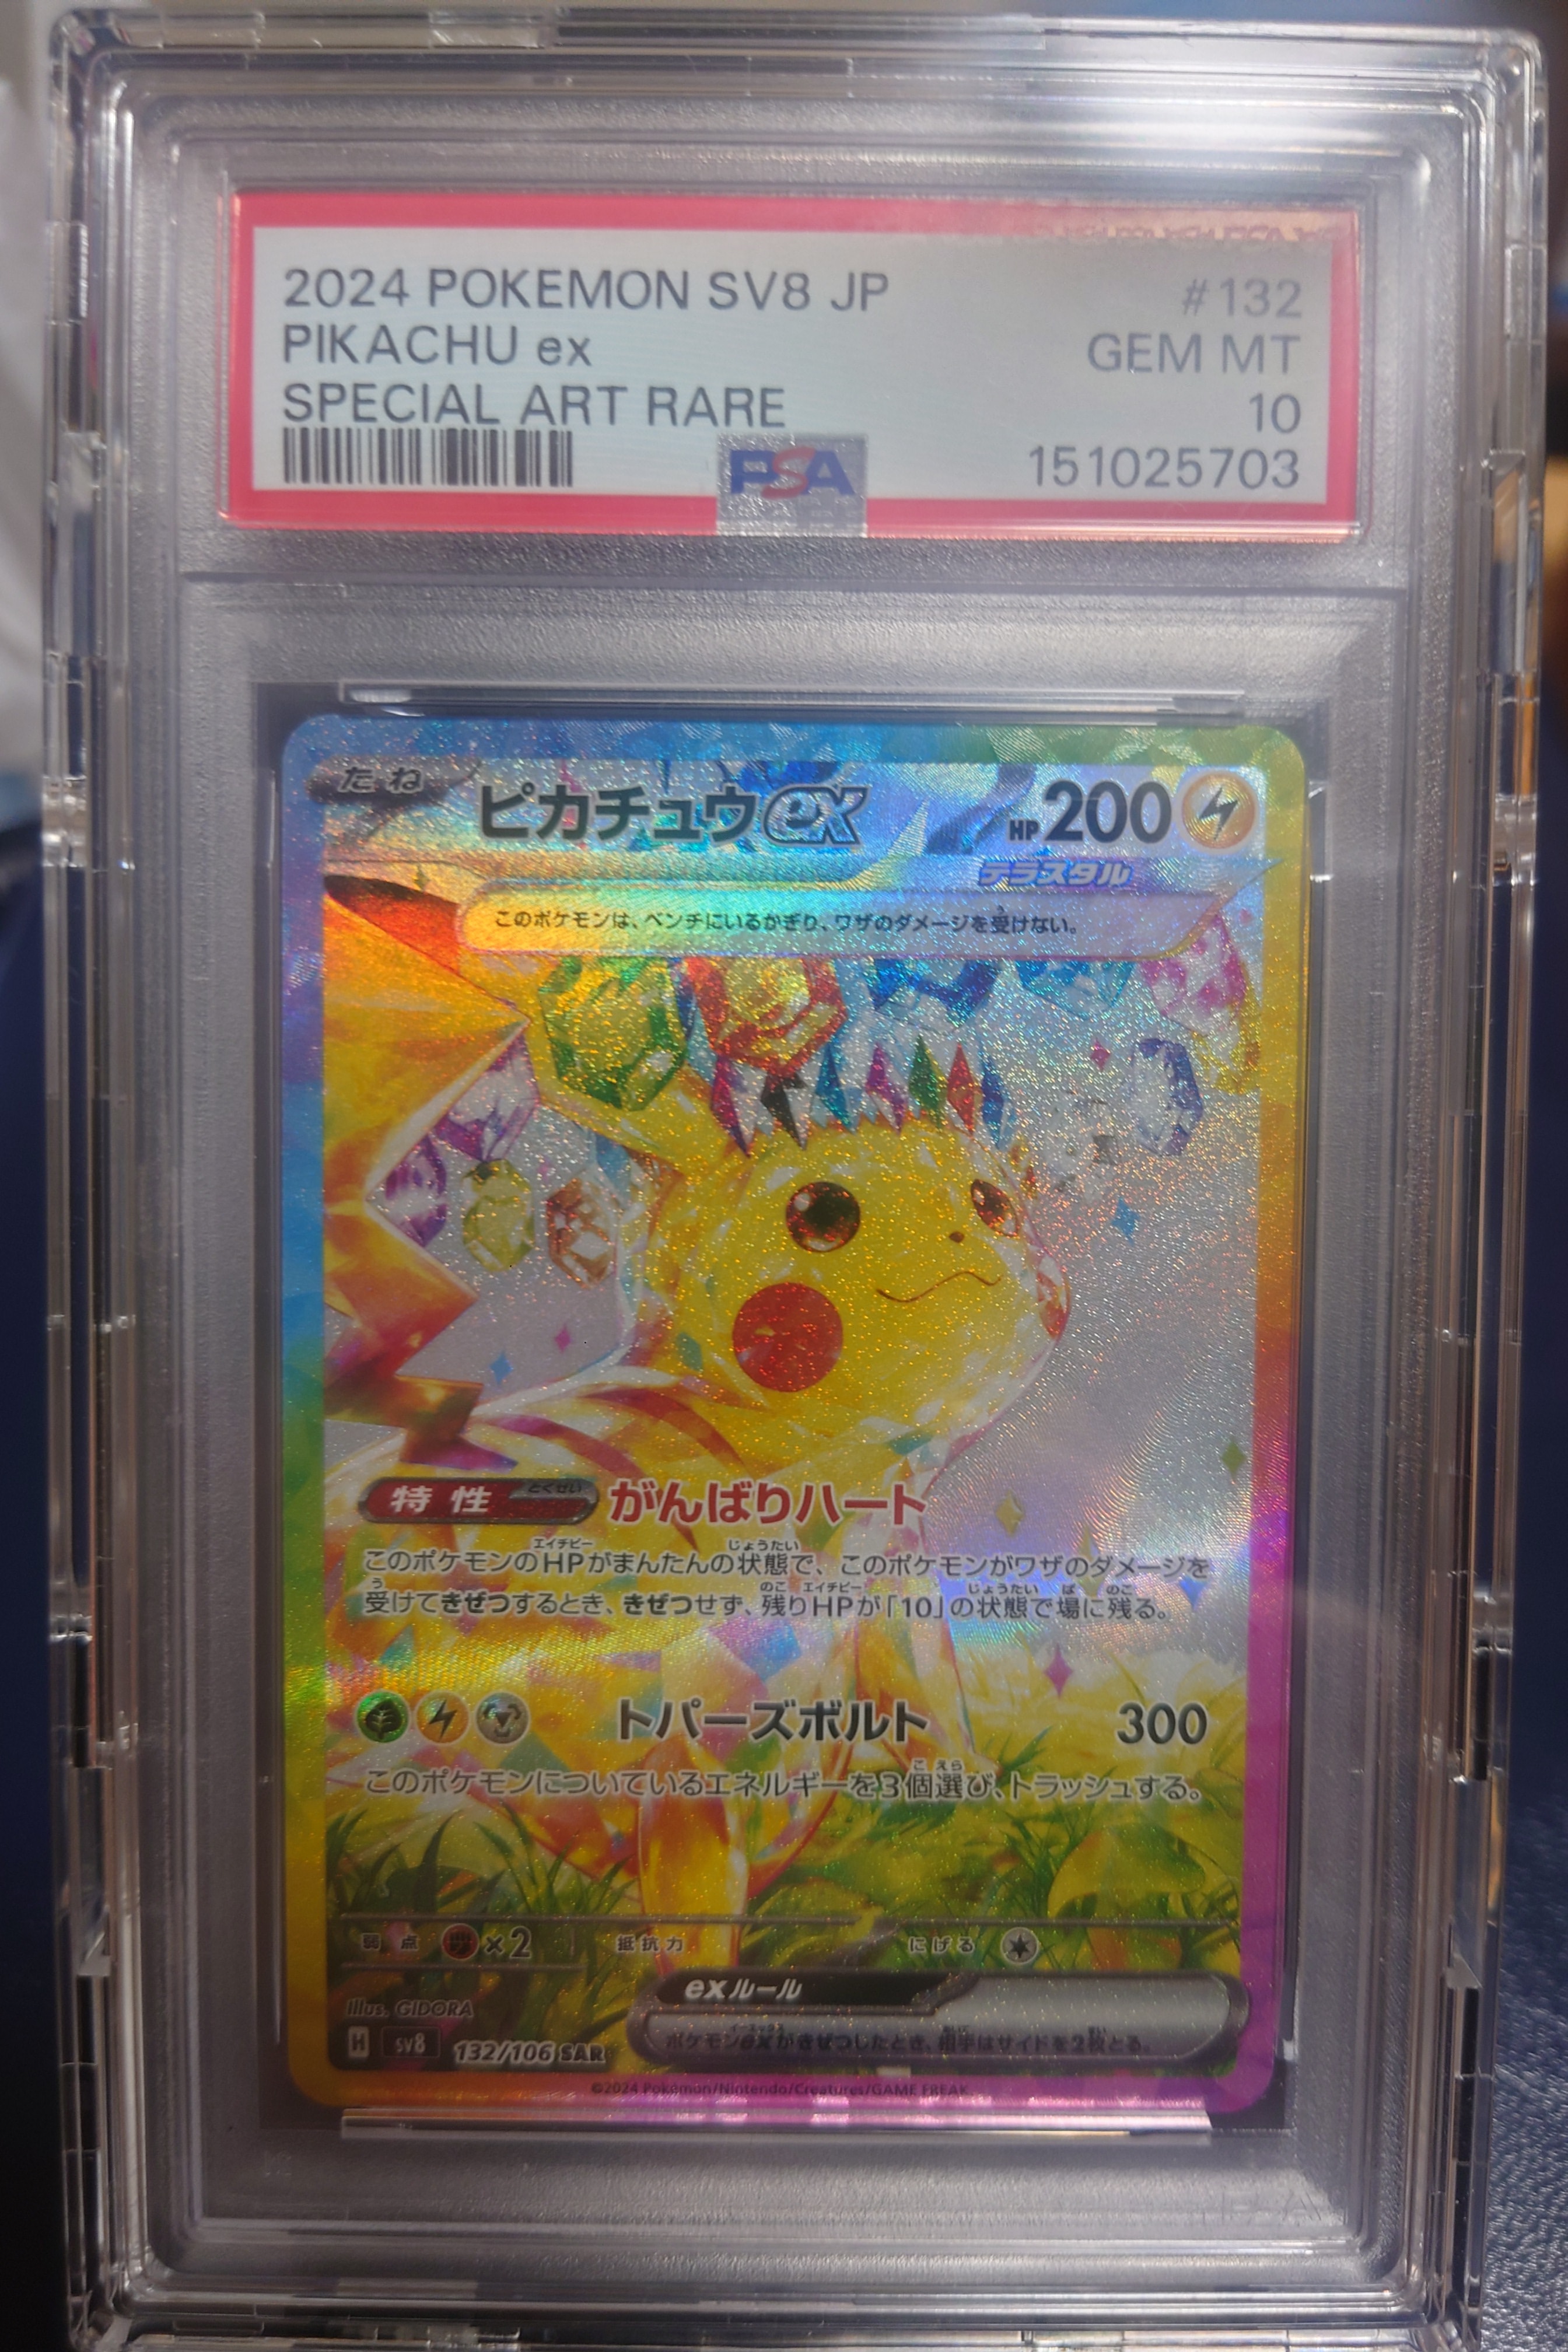 2024 POKEMON SV8 JP #132
PIKACHU ex GEM MT
SPECIAL ART RARE 10
PSA 151025703
たね ピカチュウex HP200
テラスタル
このポケモンは、ベンチにいるかぎり、ワザのダメージを受けない。
特性 とくせい がんばりハート
このポケモンのHPがまんたんの状態で、このポケモンがワザのダメージを
受けてきぜつするとき、きぜつせず、残りHPが「10」の状態で場に残る。
トパーズボルト 300
このポケモンについているエネルギーを3個選び、トラッシュする。
弱点 ×2 抵抗力 にげる
exルール
ポケモンexがきぜつしたとき、相手はサイドを2枚とる。
Illus. GIDORA
H sv8 132/106 SAR
©2024 Pokémon/Nintendo/Creatures/GAME FREAK